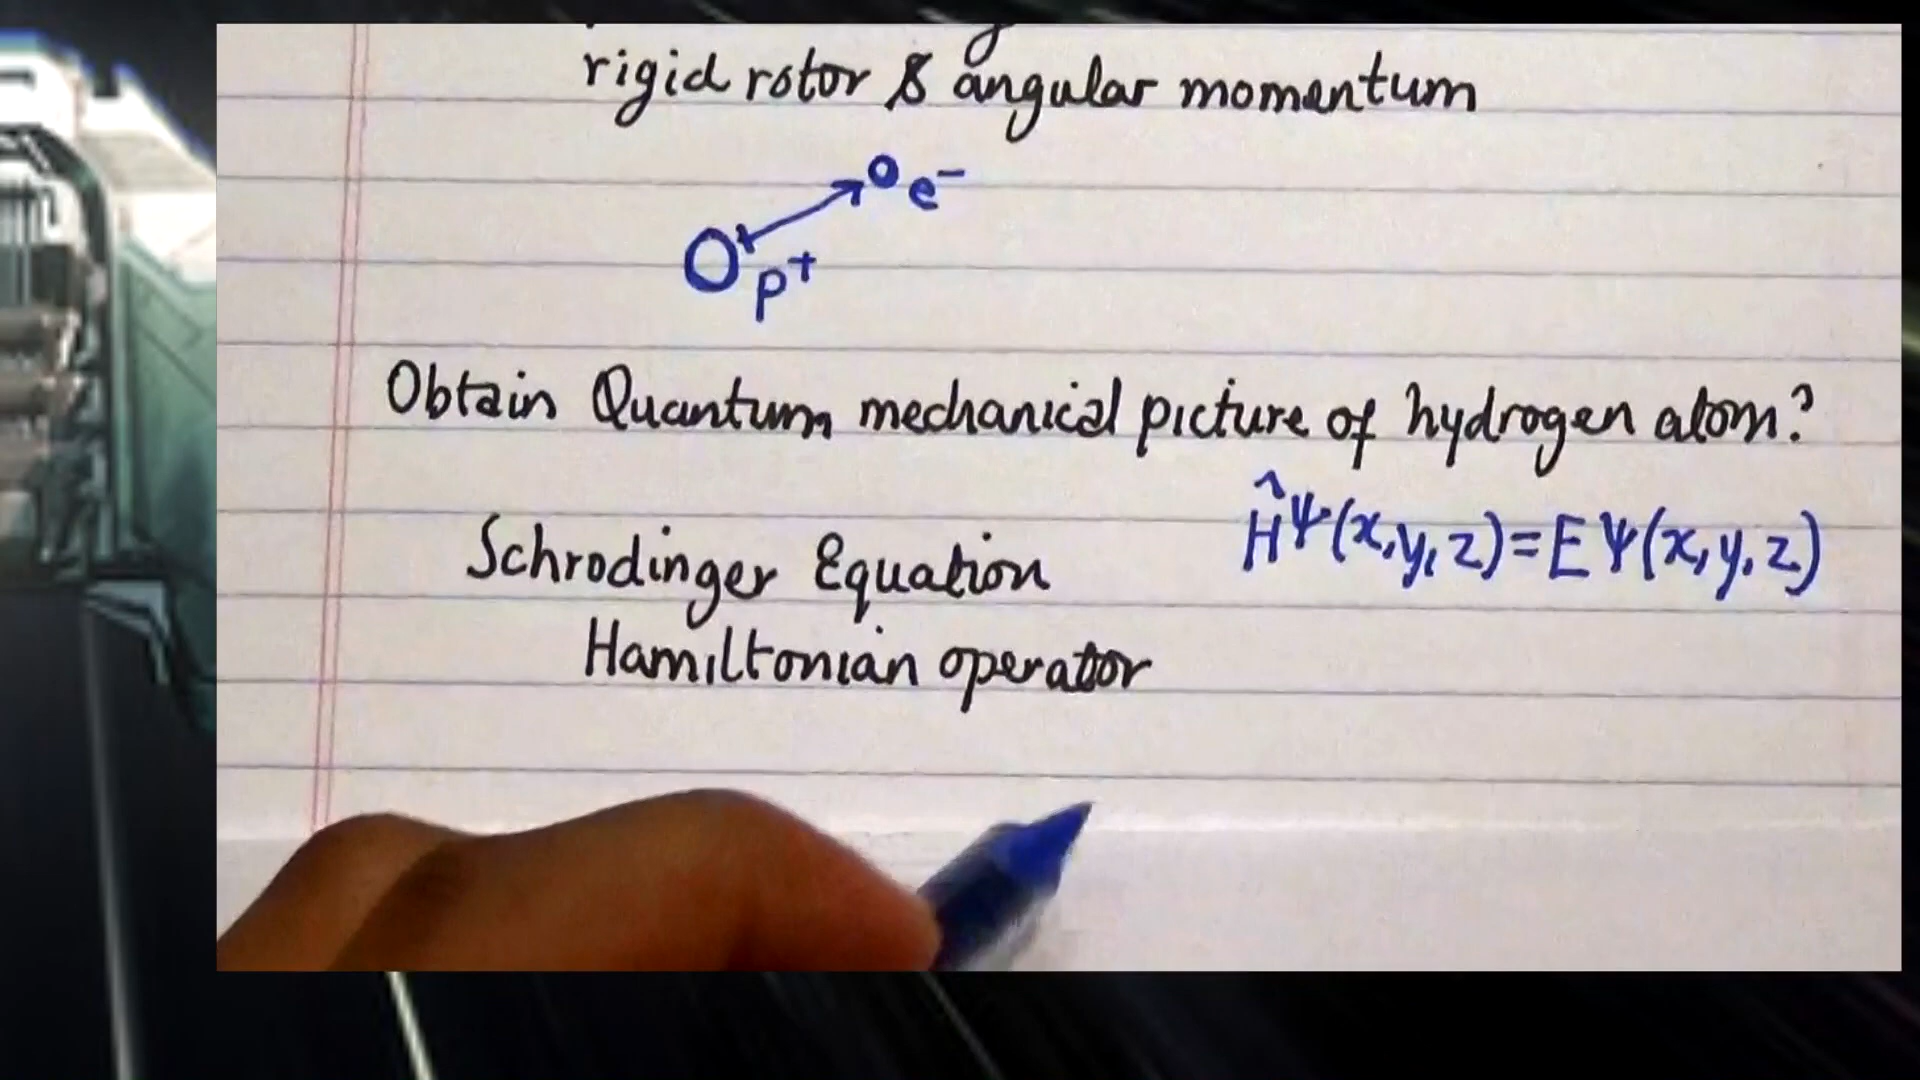 rigid rotor & angular momentum
e⁻
p⁺
Obtain Quantum mechanical picture of hydrogen atom?
Schrodinger Equation
Ĥψ(x,y,z)=Eψ(x,y,z)
Hamiltonian operator